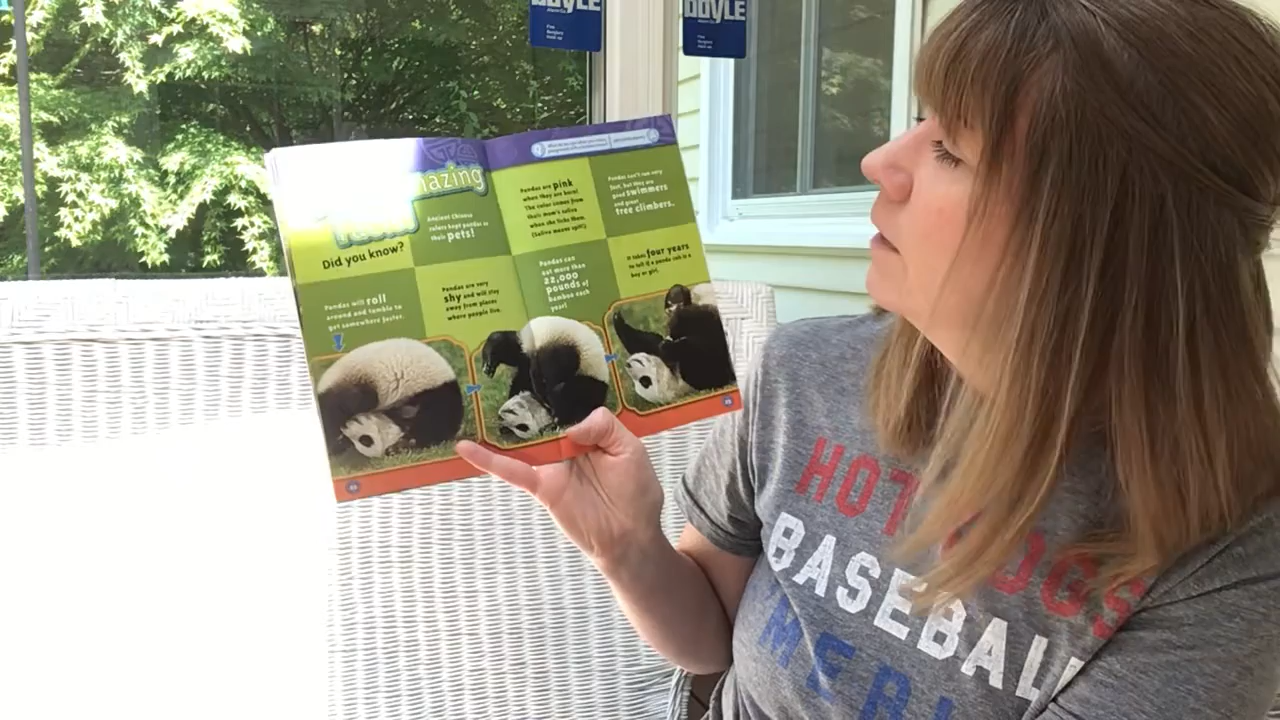 DOYLE
DOYLE
mazing
Did you know?
Ancient Chinese
rulers kept pandas as
their pets!
Pandas are pink
when they are born!
The color comes from
their mom's saliva
when she licks them.
(Saliva means spit!)
Pandas can't run very
fast, but they are
good swimmers
and great
tree climbers.
Pandas will roll
around and tumble to
get somewhere faster.
Pandas are very
shy and will stay
away from places
where people live.
Pandas can
eat more than
22,000
pounds of
bamboo each
year!
It takes four years
to tell if a panda cub is a
boy or girl.
HOT DOGS
BASEBALL
'MERI